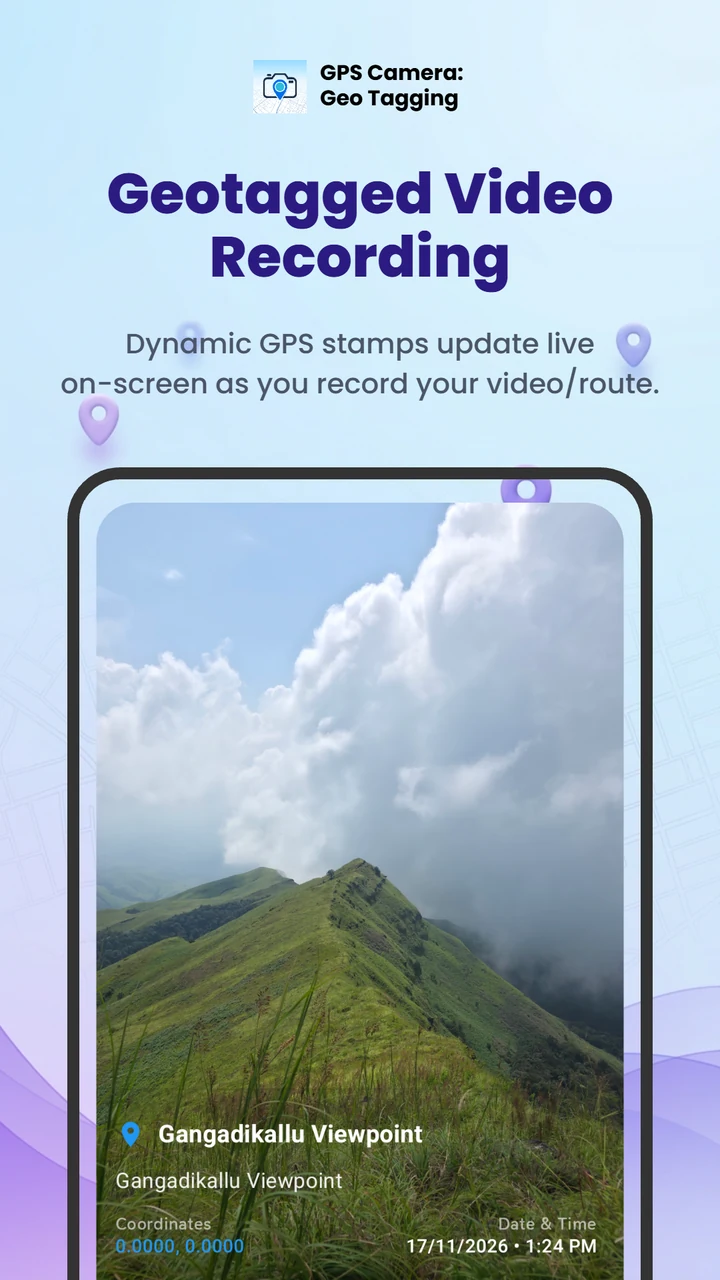 GPS Camera:
Geo Tagging
Geotagged Video
Recording
Dynamic GPS stamps update live
on-screen as you record your video/route.
Gangadikallu Viewpoint
Gangadikallu Viewpoint
Coordinates
Date & Time
0.0000, 0.0000
17/11/2026 • 1:24 PM